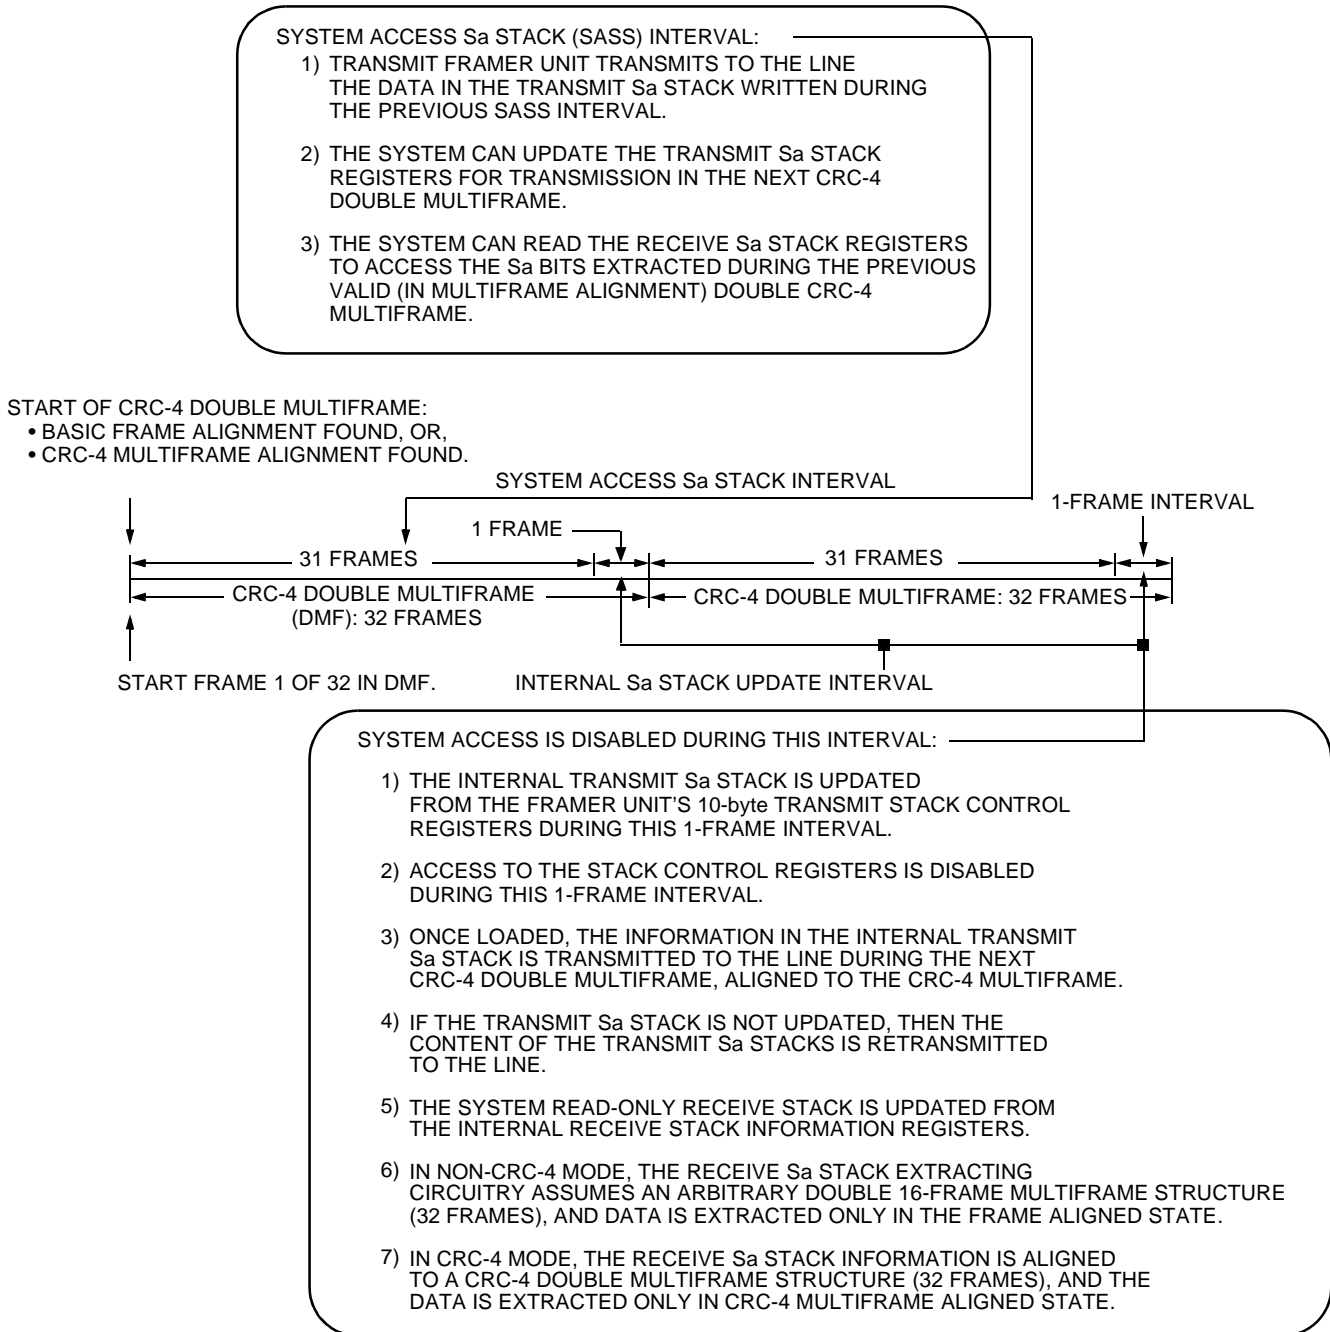 SYSTEM ACCESS Sa STACK (SASS) INTERVAL:
1) TRANSMIT FRAMER UNIT TRANSMITS TO THE LINE
THE DATA IN THE TRANSMIT Sa STACK WRITTEN DURING
THE PREVIOUS SASS INTERVAL.
2) THE SYSTEM CAN UPDATE THE TRANSMIT Sa STACK
REGISTERS FOR TRANSMISSION IN THE NEXT CRC-4
DOUBLE MULTIFRAME.
3) THE SYSTEM CAN READ THE RECEIVE Sa STACK REGISTERS
TO ACCESS THE Sa BITS EXTRACTED DURING THE PREVIOUS
VALID (IN MULTIFRAME ALIGNMENT) DOUBLE CRC-4
MULTIFRAME.
START OF CRC-4 DOUBLE MULTIFRAME:
• BASIC FRAME ALIGNMENT FOUND, OR,
• CRC-4 MULTIFRAME ALIGNMENT FOUND.
SYSTEM ACCESS Sa STACK INTERVAL
1-FRAME INTERVAL
1 FRAME
31 FRAMES
31 FRAMES
CRC-4 DOUBLE MULTIFRAME
(DMF): 32 FRAMES
CRC-4 DOUBLE MULTIFRAME: 32 FRAMES
START FRAME 1 OF 32 IN DMF.
INTERNAL Sa STACK UPDATE INTERVAL
SYSTEM ACCESS IS DISABLED DURING THIS INTERVAL:
1) THE INTERNAL TRANSMIT Sa STACK IS UPDATED
FROM THE FRAMER UNIT'S 10-byte TRANSMIT STACK CONTROL
REGISTERS DURING THIS 1-FRAME INTERVAL.
2) ACCESS TO THE STACK CONTROL REGISTERS IS DISABLED
DURING THIS 1-FRAME INTERVAL.
3) ONCE LOADED, THE INFORMATION IN THE INTERNAL TRANSMIT
Sa STACK IS TRANSMITTED TO THE LINE DURING THE NEXT
CRC-4 DOUBLE MULTIFRAME, ALIGNED TO THE CRC-4 MULTIFRAME.
4) IF THE TRANSMIT Sa STACK IS NOT UPDATED, THEN THE
CONTENT OF THE TRANSMIT Sa STACKS IS RETRANSMITTED
TO THE LINE.
5) THE SYSTEM READ-ONLY RECEIVE STACK IS UPDATED FROM
THE INTERNAL RECEIVE STACK INFORMATION REGISTERS.
6) IN NON-CRC-4 MODE, THE RECEIVE Sa STACK EXTRACTING
CIRCUITRY ASSUMES AN ARBITRARY DOUBLE 16-FRAME MULTIFRAME STRUCTURE
(32 FRAMES), AND DATA IS EXTRACTED ONLY IN THE FRAME ALIGNED STATE.
7) IN CRC-4 MODE, THE RECEIVE Sa STACK INFORMATION IS ALIGNED
TO A CRC-4 DOUBLE MULTIFRAME STRUCTURE (32 FRAMES), AND THE
DATA IS EXTRACTED ONLY IN CRC-4 MULTIFRAME ALIGNED STATE.